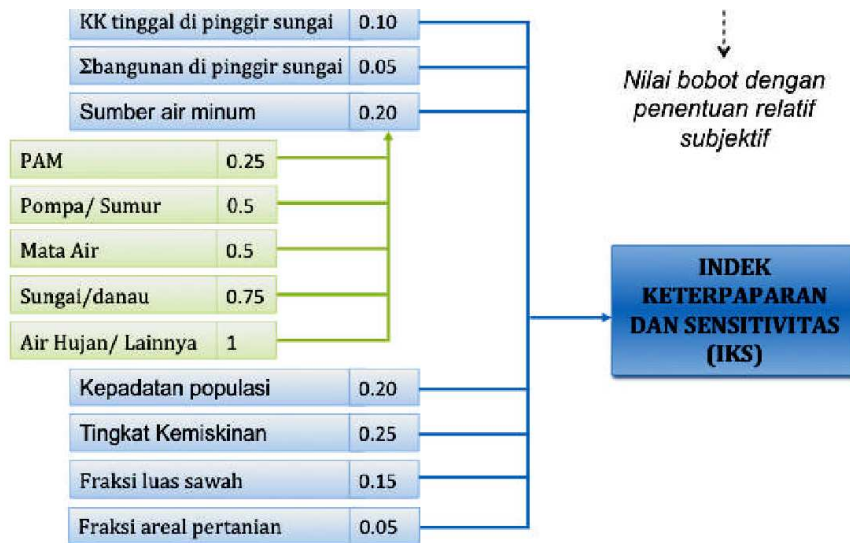 KK tinggal di pinggir sungai 0.10
Σbangunan di pinggir sungai 0.05
Sumber air minum 0.20
PAM 0.25
Pompa/ Sumur 0.5
Mata Air 0.5
Sungai/danau 0.75
Air Hujan/ Lainnya 1
Kepadatan populasi 0.20
Tingkat Kemiskinan 0.25
Fraksi luas sawah 0.15
Fraksi areal pertanian 0.05
Nilai bobot dengan
penentuan relatif
subjektif
INDEK
KETERPAPARAN
DAN SENSITIVITAS
(IKS)